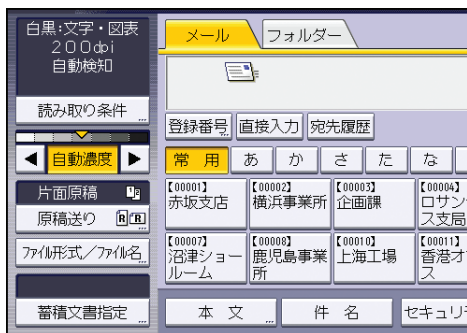 白黒:文字・図表
200dpi
自動検知
読み取り条件
自動濃度
片面原稿
原稿送り
ファイル形式/ファイル名
蓄積文書指定
メール
フォルダー
登録番号
直接入力
宛先履歴
常用
あ
か
さ
た
な
【00001】
赤坂支店
【00002】
横浜事業所
【00003】
企画課
【00004】
ロサン
ス支局
【00007】
沼津ショー
ルーム
【00008】
鹿児島事業
所
【00010】
上海工場
【00011】
香港オ
ス
本文
件名
セキュリ